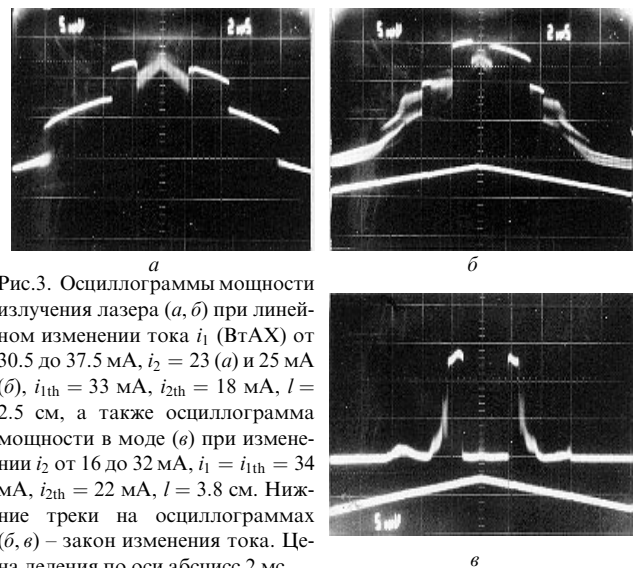 5 mV 2 mS
5 mV 2 mS
а
б
Рис.3. Осциллограммы мощности
излучения лазера (а, б) при линей-
ном изменении тока i₁ (ВтАХ) от
30.5 до 37.5 мА, i₂ = 23 (а) и 25 мА
(б), i₁th = 33 мА, i₂th = 18 мА, l =
2.5 см, а также осциллограмма
мощности в моде (в) при измене-
нии i₂ от 16 до 32 мА, i₁ = i₁th = 34
мА, i₂th = 22 мА, l = 3.8 см. Ниж-
ние треки на осциллограммах
(б, в) – закон изменения тока. Це-
на деления по оси абсцисс 2 мс.
5 mV
в